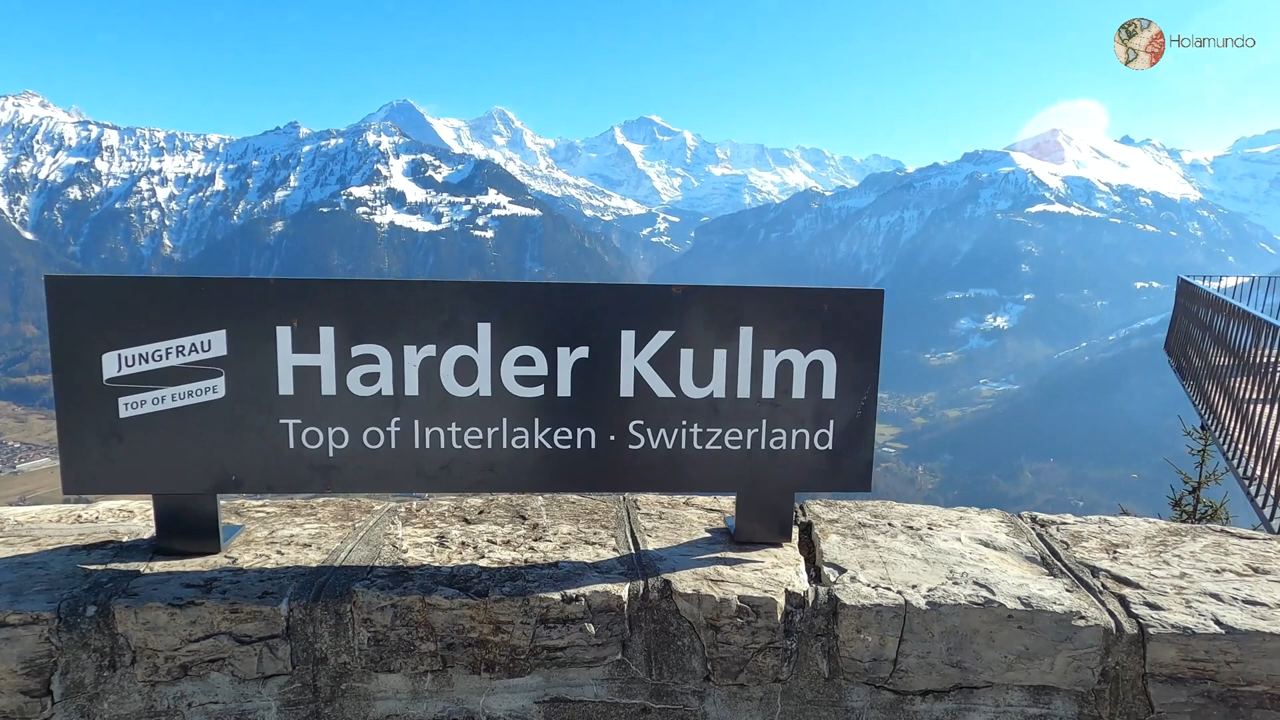 Holamundo
JUNGFRAU
TOP OF EUROPE
Harder Kulm
Top of Interlaken · Switzerland